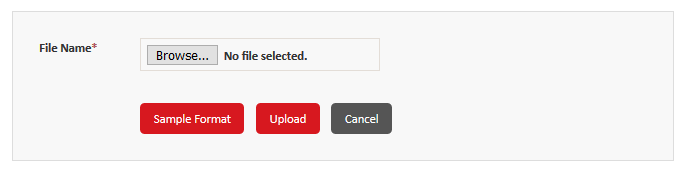 File Name* Browse... No file selected.
Sample Format Upload Cancel